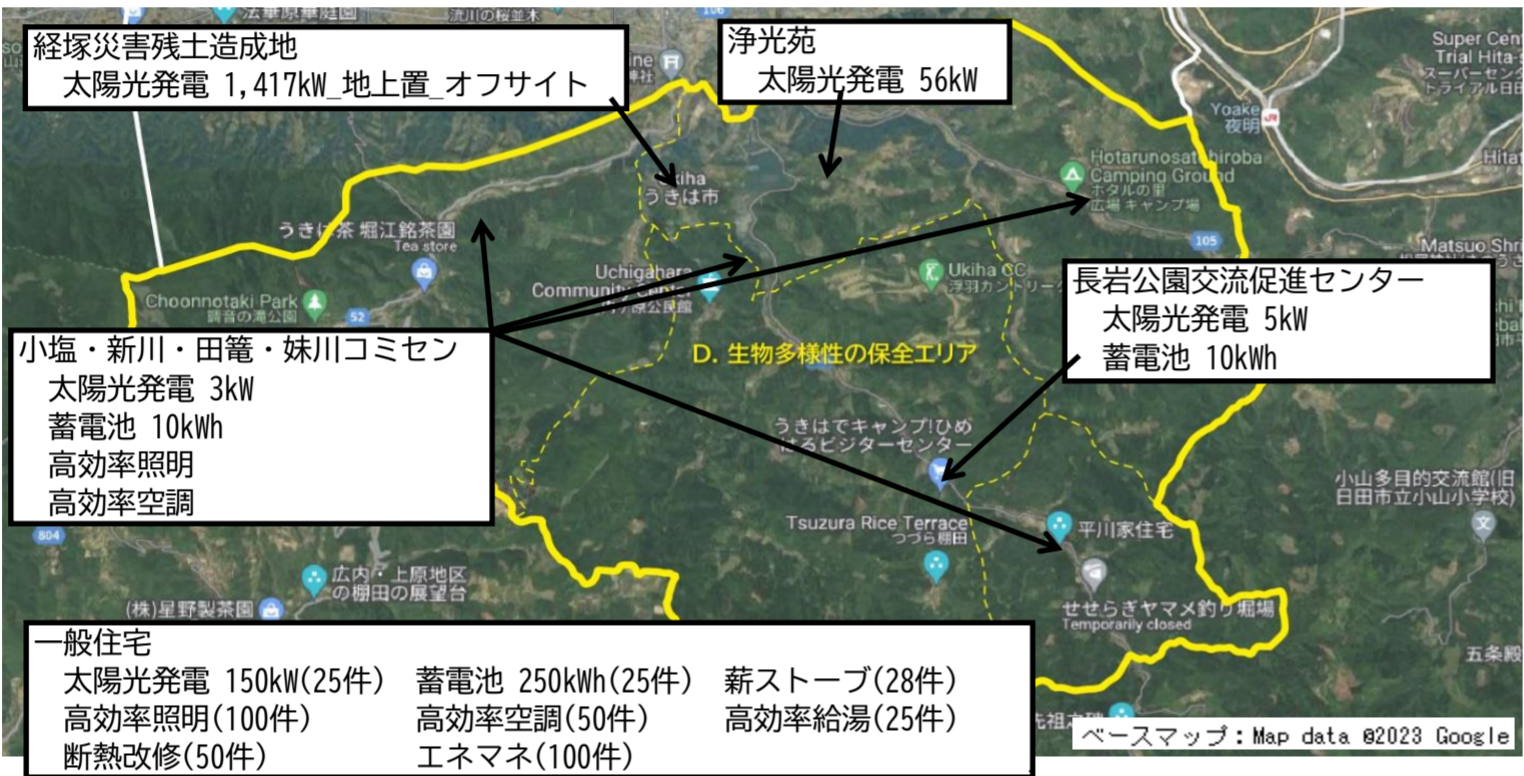 法華原華庭園
流川の桜並木
106
経塚災害残土造成地
太陽光発電 1,417kW_地上置_オフサイト
浄光苑
太陽光発電 56kW
Yoake
夜明
JR
Hotarunosato hiroba
Camping Ground
ホタルの里
広場 キャンプ場
うきは市
うきは茶 堀江銘茶園
Tea store
105
Uchigahara
Community Center
Ukiha CC
Choonnotaki Park
調音の滝公園
52
長岩公園交流促進センター
太陽光発電 5kW
蓄電池 10kWh
小塩・新川・田篭・妹川コミセン
太陽光発電 3kW
蓄電池 10kWh
高効率照明
高効率空調
D. 生物多様性の保全エリア
うきはでキャンプ!ひめ
はるビジターセンター
小山多目的交流館(旧
日田市立小山小学校)
文
Tsuzura Rice Terrace
つづら棚田
平川家住宅
804
広内・上原地区
の棚田の展望台
(株)星野製茶園
せせらぎヤマメ釣り堀場
Temporarily closed
五条殿
一般住宅
太陽光発電 150kW(25件) 蓄電池 250kWh(25件) 薪ストーブ(28件)
高効率照明(100件) 高効率空調(50件) 高効率給湯(25件)
断熱改修(50件) エネマネ(100件)
ベースマップ：Map data @2023 Google